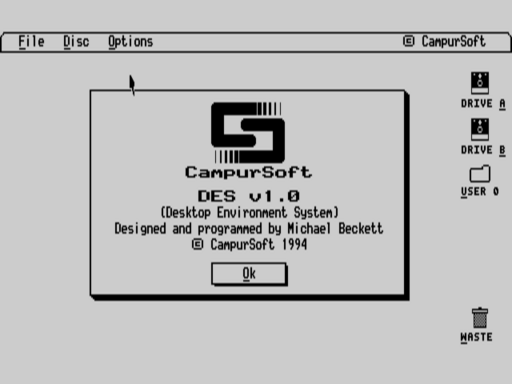 File Disc Options © CampurSoft
DRIVE A
DRIVE B
USER 0
CampurSoft
DES v1.0
(Desktop Environment System)
Designed and programmed by Michael Beckett
© CampurSoft 1994
Ok
WASTE